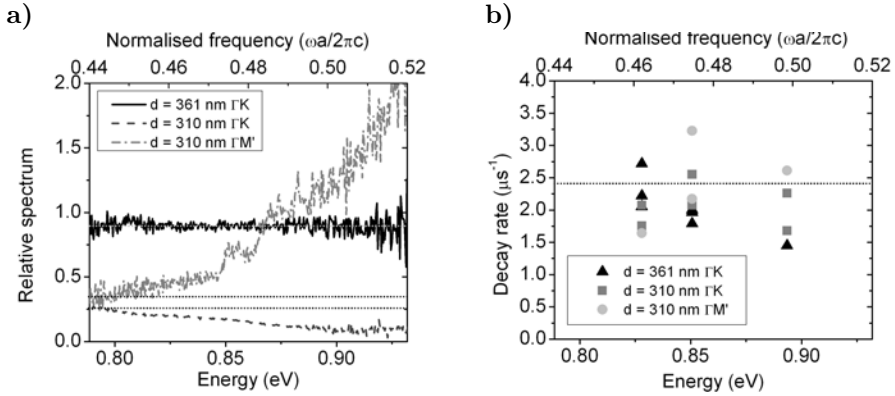 a)
Normalised frequency (ωa/2πc)
0.44 0.46 0.48 0.50 0.52
2.0
1.5
1.0
0.5
0.0
Relative spectrum
d = 361 nm ΓK
d = 310 nm ΓK
d = 310 nm ΓM'
0.80 0.85 0.90
Energy (eV)
b)
Normalised frequency (ωa/2πc)
0.44 0.46 0.48 0.50 0.52
4.0
3.5
3.0
2.5
2.0
1.5
1.0
0.5
0.0
Decay rate (μs⁻¹)
d = 361 nm ΓK
d = 310 nm ΓK
d = 310 nm ΓM'
0.80 0.85 0.90
Energy (eV)